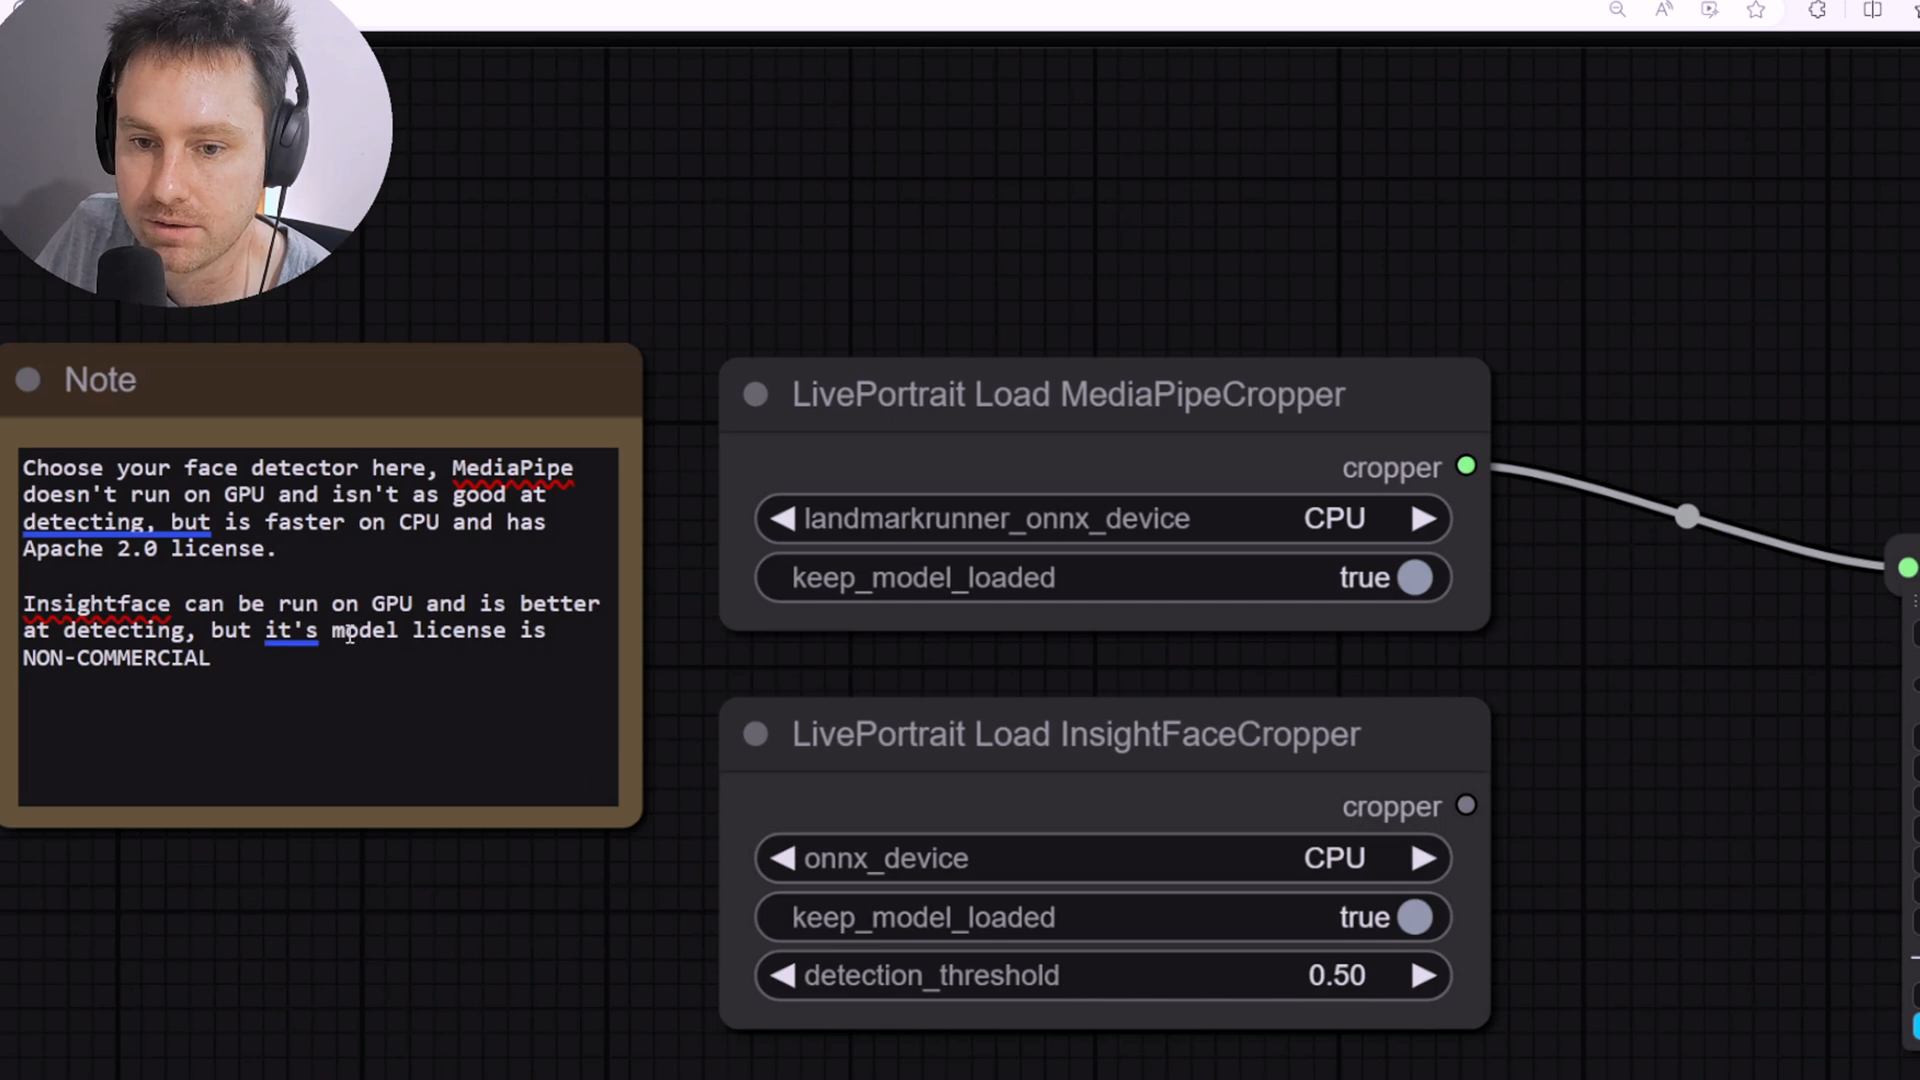 Note
Choose your face detector here, MediaPipe
doesn't run on GPU and isn't as good at
detecting, but is faster on CPU and has
Apache 2.0 license.
Insightface can be run on GPU and is better
at detecting, but it's model license is
NON-COMMERCIAL
LivePortrait Load MediaPipeCropper
cropper
landmarkrunner_onnx_device CPU
keep_model_loaded true
LivePortrait Load InsightFaceCropper
cropper
onnx_device CPU
keep_model_loaded true
detection_threshold 0.50